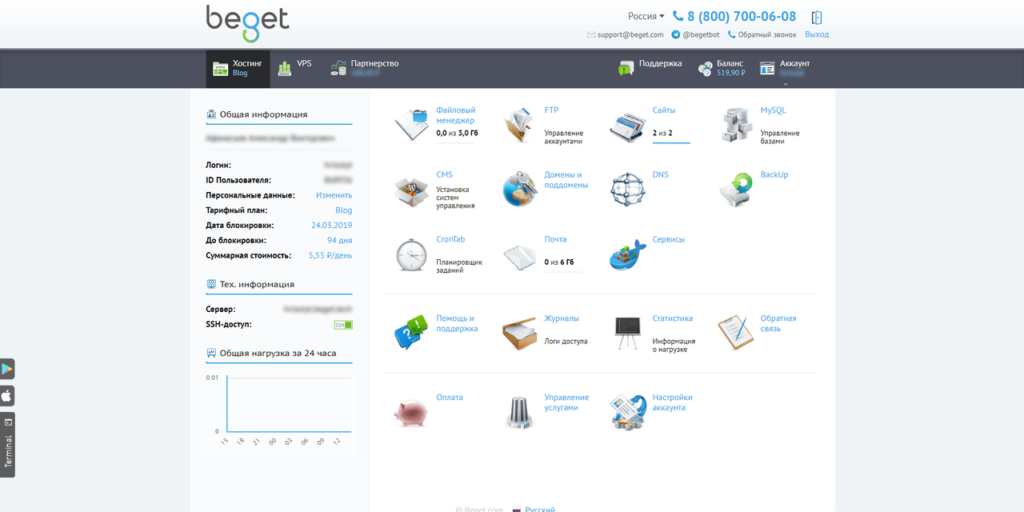 beget
Россия
8 (800) 700-06-08
support@beget.com
@begetbot
Обратный звонок
Выход
Хостинг
Blog
VPS
Партнерство
Поддержка
Баланс
519,90 ₽
Аккаунт
Общая информация
Логин:
ID Пользователя:
Персональные данные: Изменить
Тарифный план: Blog
Дата блокировки: 24.03.2019
До блокировки: 94 дня
Суммарная стоимость: 5,55 ₽/день
Тех. информация
Сервер:
SSH-доступ: SSH
Общая нагрузка за 24 часа
0.01
0
15 18 21 00 03 06 09 12
Файловый
менеджер
0,0 из 3,0 Гб
FTP
Управление
аккаунтами
Сайты
2 из 2
MySQL
Управление
базами
CMS
Установка
систем
управления
Домены и
поддомены
DNS
BackUp
CronTab
Планировщик
заданий
Почта
0 из 6 Гб
Сервисы
Помощь и
поддержка
Журналы
Логи доступа
Статистика
Информация
о нагрузке
Обратная
связь
Оплата
Управление
услугами
Настройки
аккаунта
Terminal
© Beget.com
Русский